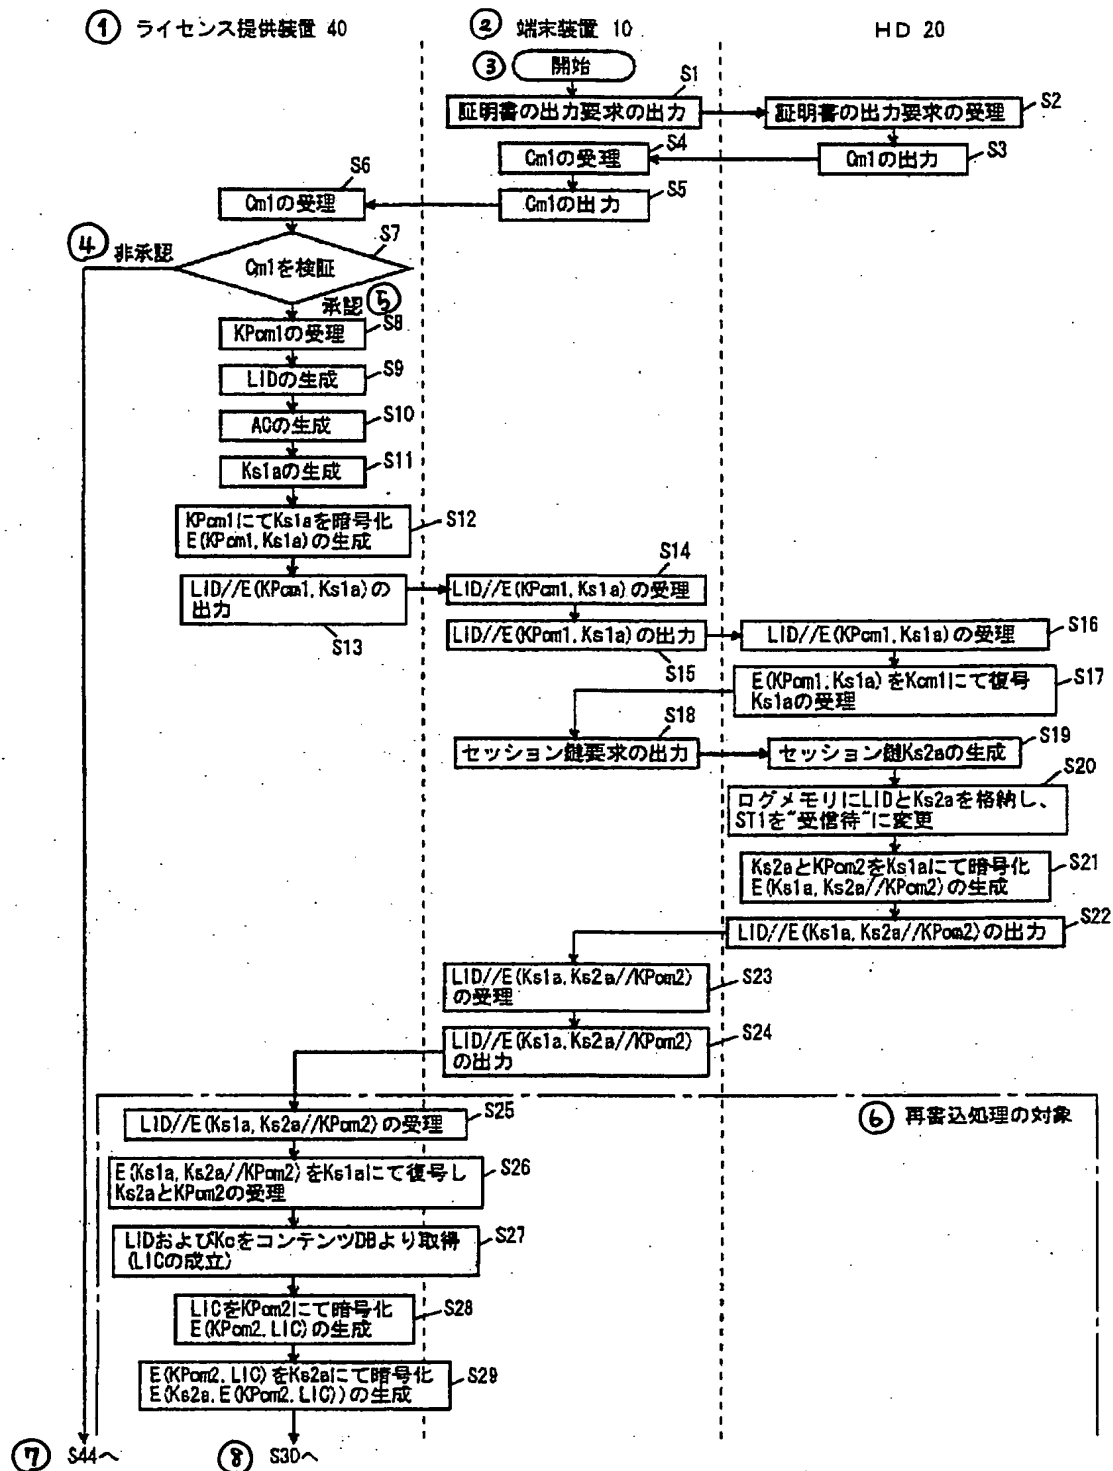 ① ライセンス提供装置 40
② 端末装置 10
HD 20
③ 開始
S1
証明書の出力要求の出力
S2
証明書の出力要求の受理
S4
Cm1の受理
S3
Cm1の出力
S6
Cm1の受理
S5
Cm1の出力
④ 非承認
S7
Cm1を検証
承認 ⑤
S8
KPcm1の受理
S9
LIDの生成
S10
ACの生成
S11
Ks1aの生成
S12
KPcm1にてKs1aを暗号化
E(KPcm1,Ks1a)の生成
S13
LID//E(KPcm1,Ks1a)の
出力
S14
LID//E(KPcm1,Ks1a)の受理
S15
LID//E(KPcm1,Ks1a)の出力
S16
LID//E(KPcm1,Ks1a)の受理
S17
E(KPcm1,Ks1a)をKcm1にて復号
Ks1aの受理
S18
セッション鍵要求の出力
S19
セッション鍵Ks2aの生成
S20
ログメモリにLIDとKs2aを格納し、
ST1を"受信待"に変更
S21
Ks2aとKPcm2をKs1aにて暗号化
E(Ks1a,Ks2a//KPcm2)の生成
S22
LID//E(Ks1a,Ks2a//KPcm2)の出力
S23
LID//E(Ks1a,Ks2a//KPcm2)
の受理
S24
LID//E(Ks1a,Ks2a//KPcm2)
の出力
⑥ 再書込処理の対象
S25
LID//E(Ks1a,Ks2a//KPcm2)の受理
S26
E(Ks1a,Ks2a//KPcm2)をKs1aにて復号し
Ks2aとKPcm2の受理
S27
LIDおよびKcをコンテンツDBより取得
(LICの成立)
S28
LICをKPcm2にて暗号化
E(KPcm2,LIC)の生成
S29
E(KPcm2,LIC)をKs2aにて暗号化
E(Ks2a,E(KPcm2,LIC))の生成
⑦ S44へ
⑧ S30へ